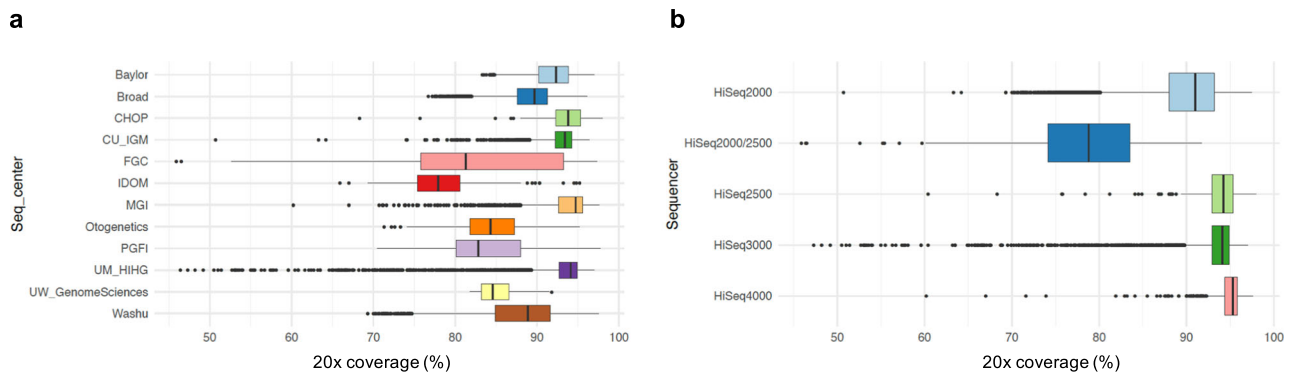 a
Seq_center
Baylor
Broad
CHOP
CU_IGM
FGC
IDOM
MGI
Otogenetics
PGFI
UM_HIHG
UW_GenomeSciences
Washu
50 60 70 80 90 100
20x coverage (%)
b
Sequencer
HiSeq2000
HiSeq2000/2500
HiSeq2500
HiSeq3000
HiSeq4000
50 60 70 80 90 100
20x coverage (%)